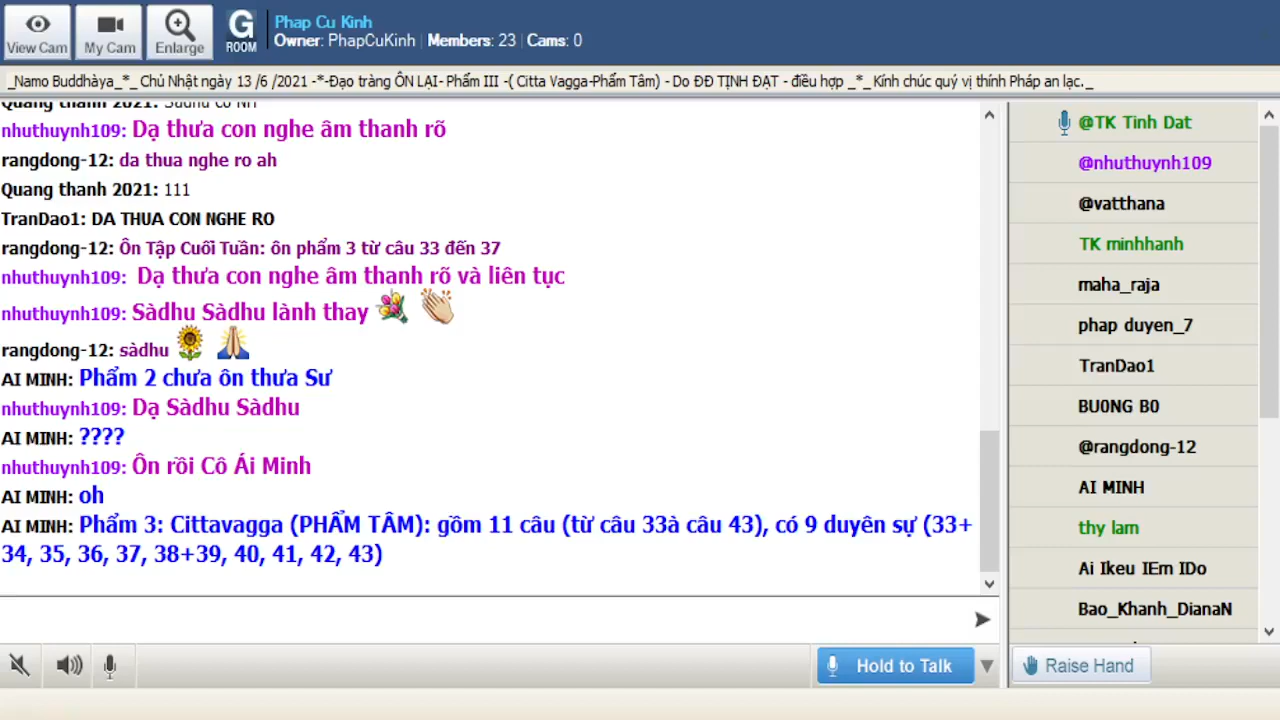 View Cam
My Cam
Enlarge
G
ROOM
Phap Cu Kinh
Owner: PhapCuKinh | Members: 23 | Cams: 0
_Namo Buddhàya_*_ Chủ Nhật ngày 13 /6 /2021 -*-Đạo tràng ÔN LẠI- Phẩm III -( Citta Vagga-Phẩm Tâm) - Do ĐĐ TỊNH ĐẠT - điều hợp _*_ Kính chúc quý vị thính Pháp an lạc._
Quang thanh 2021: Sadhu co NH
nhuthuynh109: Dạ thưa con nghe âm thanh rõ
rangdong-12: da thua nghe ro ah
Quang thanh 2021: 111
TranDao1: DA THUA CON NGHE RO
rangdong-12: Ôn Tập Cuối Tuần: ôn phẩm 3 từ câu 33 đến 37
nhuthuynh109: Dạ thưa con nghe âm thanh rõ và liên tục
nhuthuynh109: Sàdhu Sàdhu lành thay
rangdong-12: sàdhu
AI MINH: Phẩm 2 chưa ôn thưa Sư
nhuthuynh109: Dạ Sàdhu Sàdhu
AI MINH: ????
nhuthuynh109: Ôn rồi Cô Ái Minh
AI MINH: oh
AI MINH: Phẩm 3: Cittavagga (PHẨM TÂM): gồm 11 câu (từ câu 33à câu 43), có 9 duyên sự (33+
34, 35, 36, 37, 38+39, 40, 41, 42, 43)
@TK Tinh Dat
@nhuthuynh109
@vatthana
TK minhhanh
maha_raja
phap duyen_7
TranDao1
BU0NG B0
@rangdong-12
AI MINH
thy lam
Ai Ikeu IEm IDo
Bao_Khanh_DianaN
Hold to Talk
Raise Hand